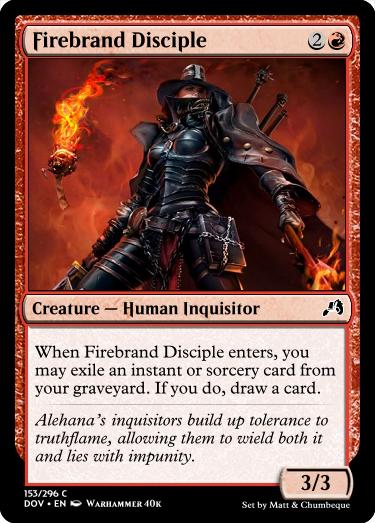 Firebrand Disciple 2
Creature — Human Inquisitor
When Firebrand Disciple enters, you
may exile an instant or sorcery card from
your graveyard. If you do, draw a card.
Alehana's inquisitors build up tolerance to
truthflame, allowing them to wield both it
and lies with impunity.
3/3
153/296 C
DOV • EN Warhammer 40k
Set by Matt & Chumbeque